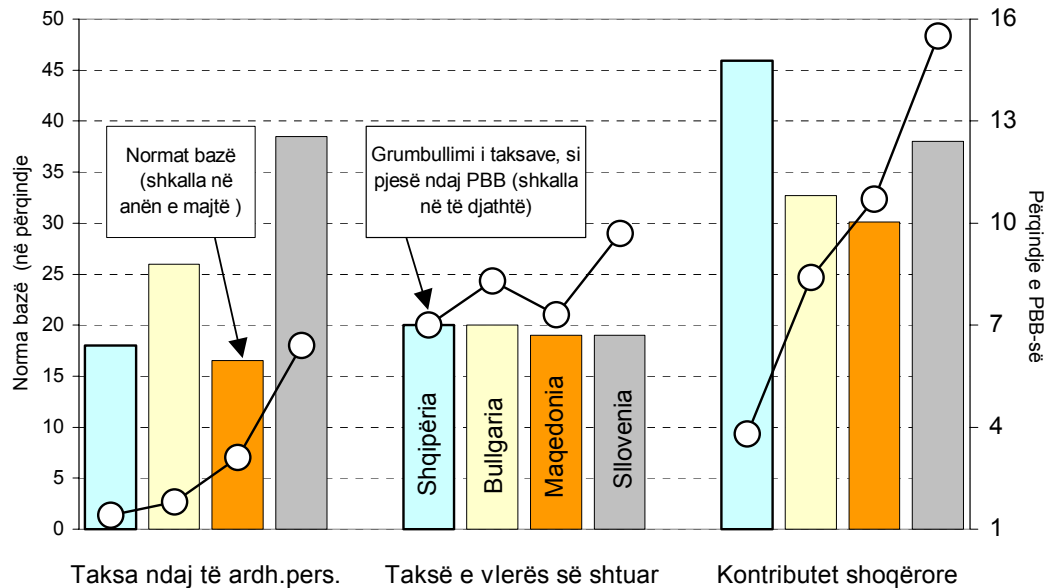 50
45
40
35
30
25
20
15
10
5
0
Norma bazë (në përqindje)
Normat bazë
(shkalla në
anën e majtë )
Grumbullimi i taksave, si
pjesë ndaj PBB (shkalla
në të djathtë)
Shqipëria
Bullgaria
Maqedonia
Sllovenia
16
13
10
7
4
1
Përqindje e PBB-së
Taksa ndaj të ardh.pers.
Taksë e vlerës së shtuar
Kontributet shoqërore